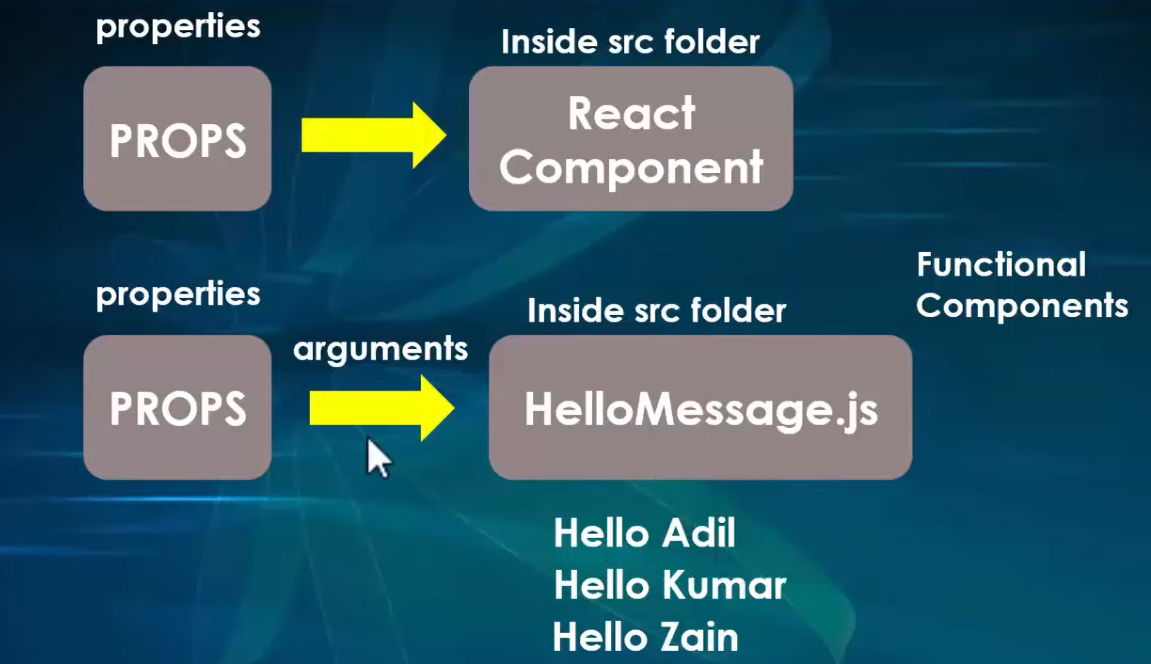 properties
Inside src folder
PROPS
React
Component
Functional
Components
properties
Inside src folder
arguments
PROPS
HelloMessage.js
Hello Adil
Hello Kumar
Hello Zain